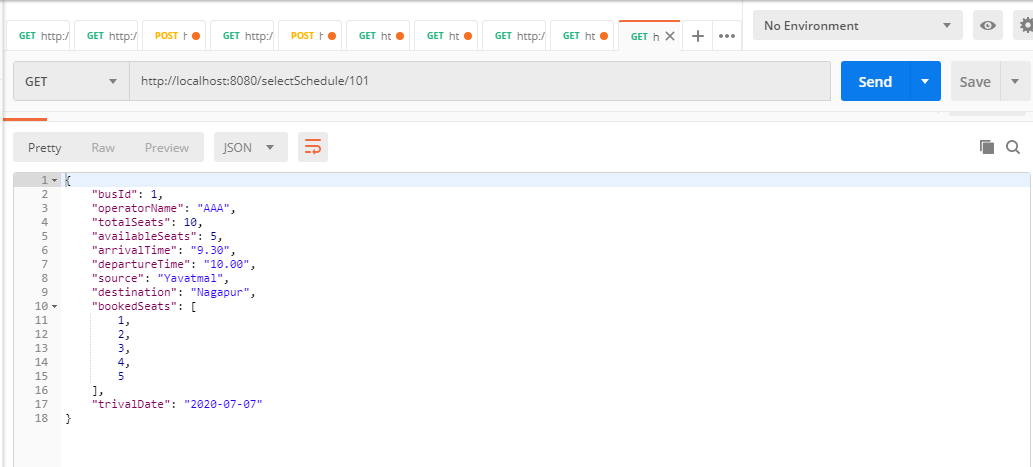 GET http:/ GET http:/ POST h GET http:/ POST h GET ht GET ht GET http:/ GET ht GET h No Environment
GET http://localhost:8080/selectSchedule/101 Send Save
Pretty Raw Preview JSON
1 {
2 "busId": 1,
3 "operatorName": "AAA",
4 "totalSeats": 10,
5 "availableSeats": 5,
6 "arrivalTime": "9.30",
7 "departureTime": "10.00",
8 "source": "Yavatmal",
9 "destination": "Nagapur",
10 "bookedSeats": [
11 1,
12 2,
13 3,
14 4,
15 5
16 ],
17 "trivalDate": "2020-07-07"
18 }